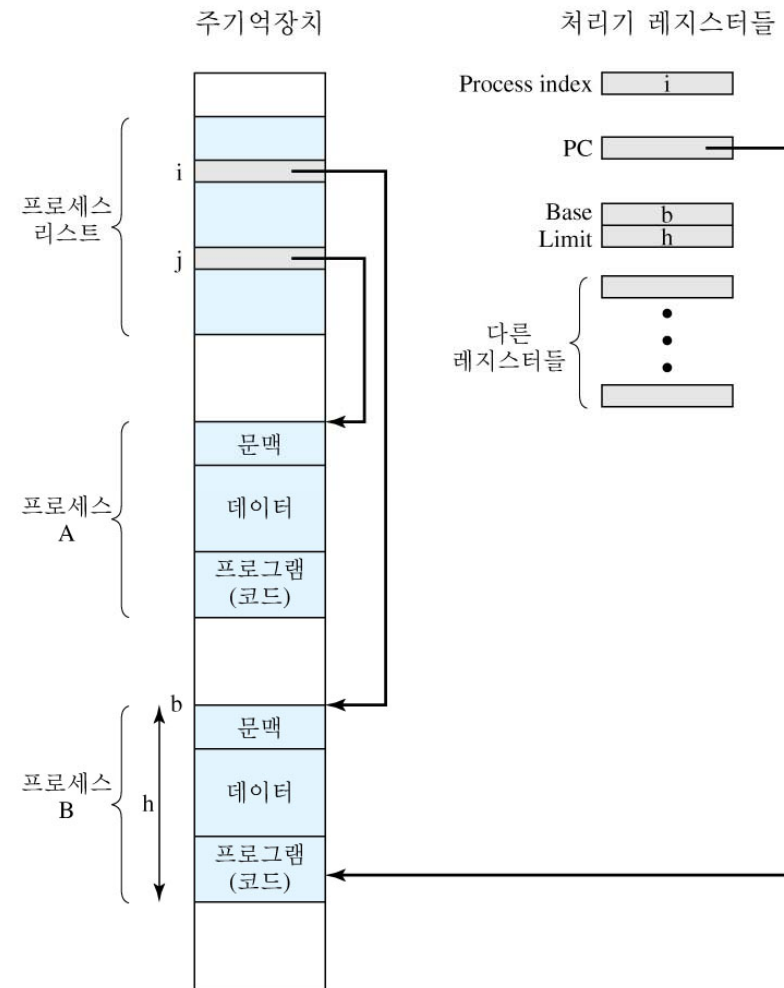 주기억장치
처리기 레지스터들
Process index
i
PC
Base
b
Limit
h
다른
레지스터들
프로세스
리스트
i
j
프로세스
A
문맥
데이터
프로그램
(코드)
프로세스
B
b
h
문맥
데이터
프로그램
(코드)